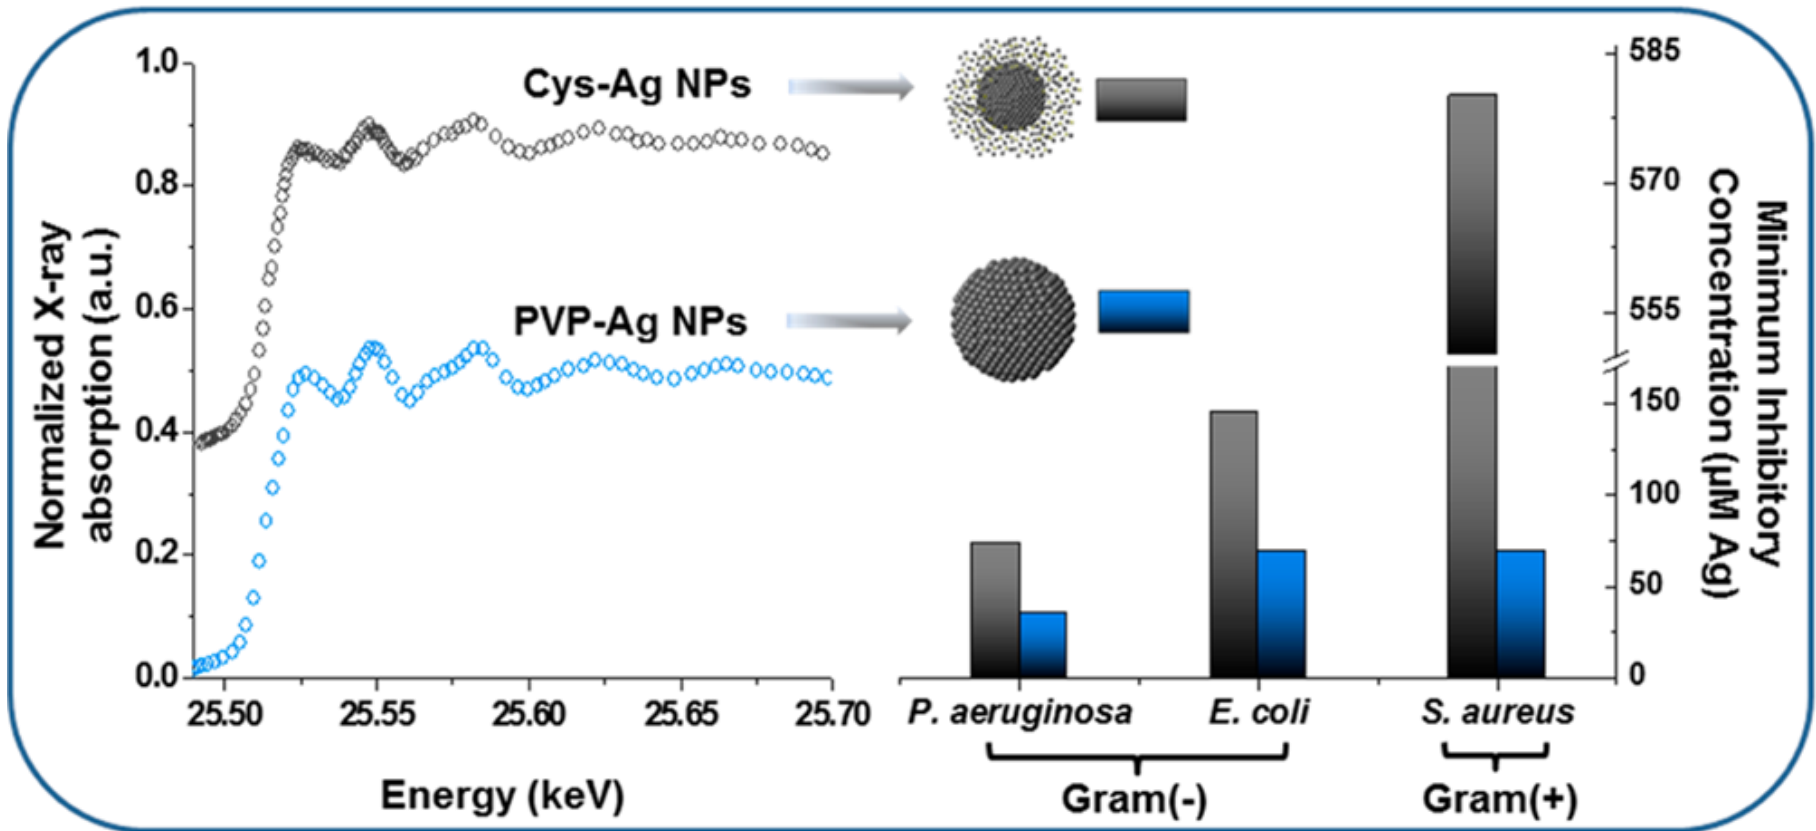 Normalized X-ray
absorption (a.u.)
1.0
0.8
0.6
0.4
0.2
0.0
25.50
25.55
25.60
25.65
25.70
Energy (keV)
Cys-Ag NPs
PVP-Ag NPs
585
570
555
150
100
50
0
Minimum Inhibitory
Concentration (µM Ag)
P. aeruginosa
E. coli
S. aureus
Gram(-)
Gram(+)